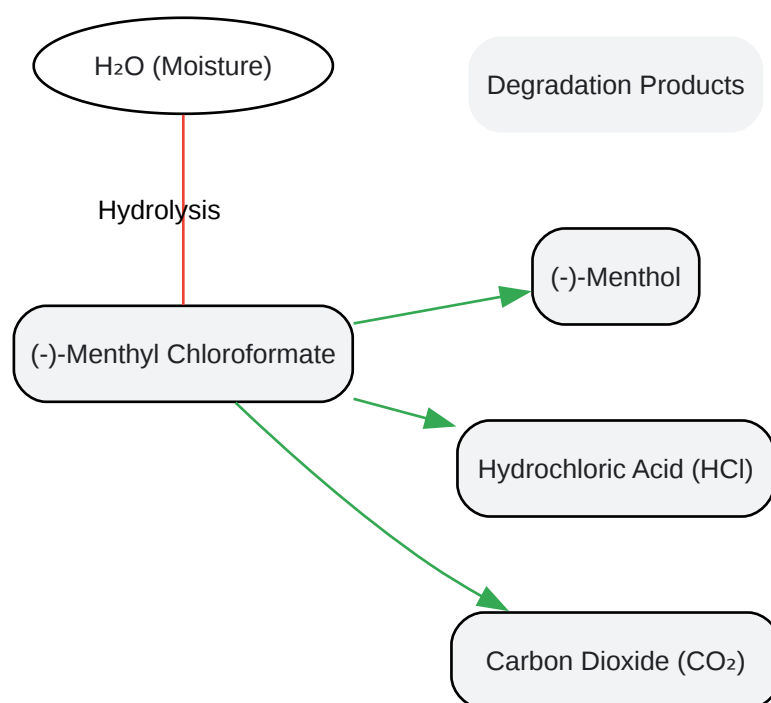 H₂O (Moisture)
Degradation Products
Hydrolysis
(-)-Menthol
(-)-Menthyl Chloroformate
Hydrochloric Acid (HCl)
Carbon Dioxide (CO₂)